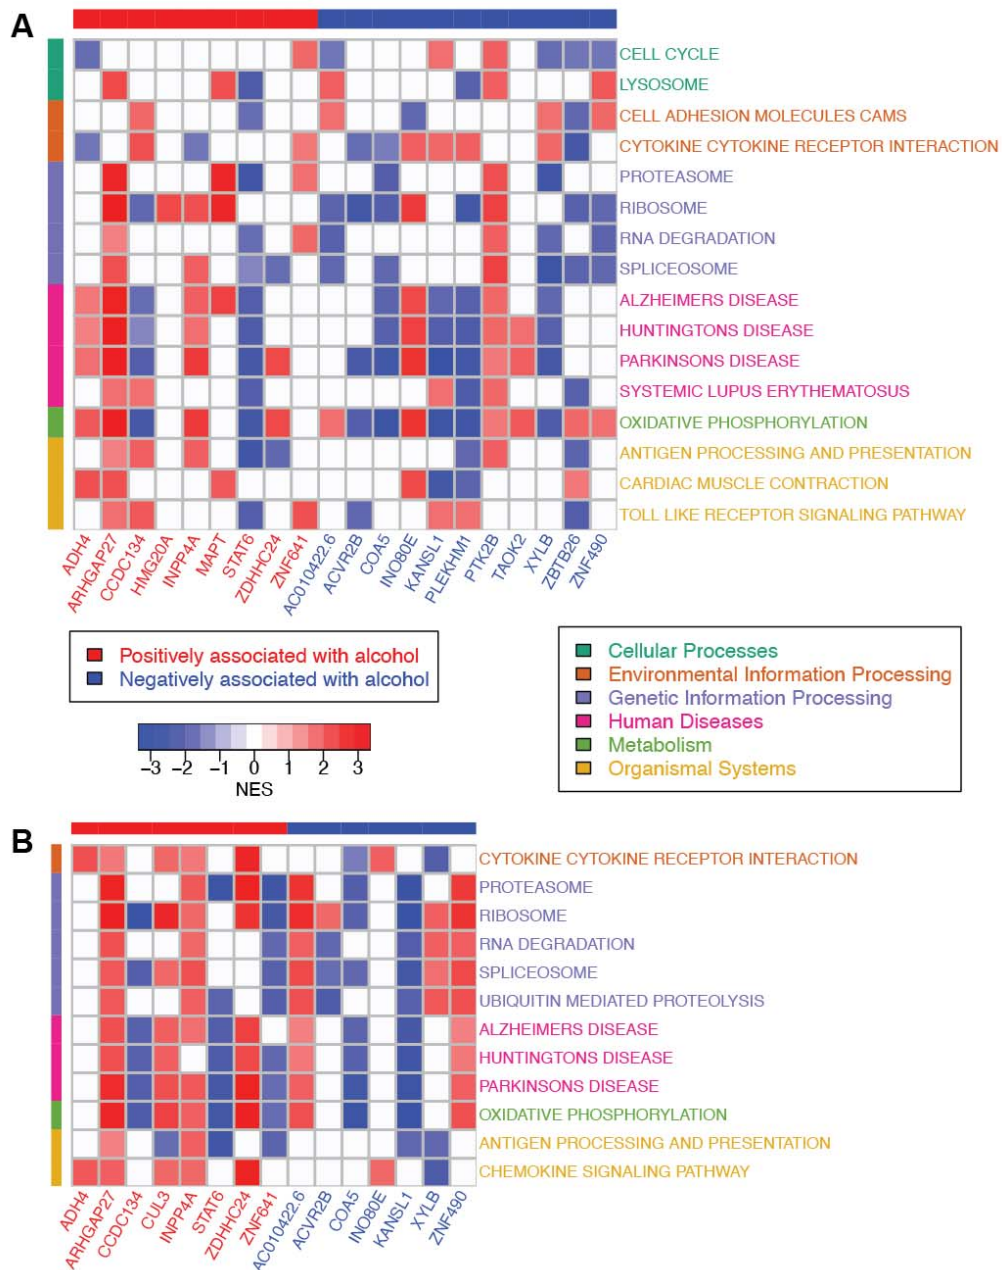 A
CELL CYCLE
LYSOSOME
CELL ADHESION MOLECULES CAMS
CYTOKINE CYTOKINE RECEPTOR INTERACTION
PROTEASOME
RIBOSOME
RNA DEGRADATION
SPLICEOSOME
ALZHEIMERS DISEASE
HUNTINGTONS DISEASE
PARKINSONS DISEASE
SYSTEMIC LUPUS ERYTHEMATOSUS
OXIDATIVE PHOSPHORYLATION
ANTIGEN PROCESSING AND PRESENTATION
CARDIAC MUSCLE CONTRACTION
TOLL LIKE RECEPTOR SIGNALING PATHWAY
ADH4
ARHGAP27
CCDC134
HMG20A
INPP4A
MAPT
STAT6
ZDHHC24
ZNF641
AC010422.6
ACVR2B
COA5
INO80E
KANSL1
PLEKHM1
PTK2B
TAOK2
XYLB
ZBTB26
ZNF490
Positively associated with alcohol
Negatively associated with alcohol
−3 −2 −1 0 1 2 3
NES
Cellular Processes
Environmental Information Processing
Genetic Information Processing
Human Diseases
Metabolism
Organismal Systems
B
CYTOKINE CYTOKINE RECEPTOR INTERACTION
PROTEASOME
RIBOSOME
RNA DEGRADATION
SPLICEOSOME
UBIQUITIN MEDIATED PROTEOLYSIS
ALZHEIMERS DISEASE
HUNTINGTONS DISEASE
PARKINSONS DISEASE
OXIDATIVE PHOSPHORYLATION
ANTIGEN PROCESSING AND PRESENTATION
CHEMOKINE SIGNALING PATHWAY
ADH4
ARHGAP27
CCDC134
CUL3
INPP4A
STAT6
ZDHHC24
ZNF641
AC010422.6
ACVR2B
COA5
INO80E
KANSL1
XYLB
ZNF490